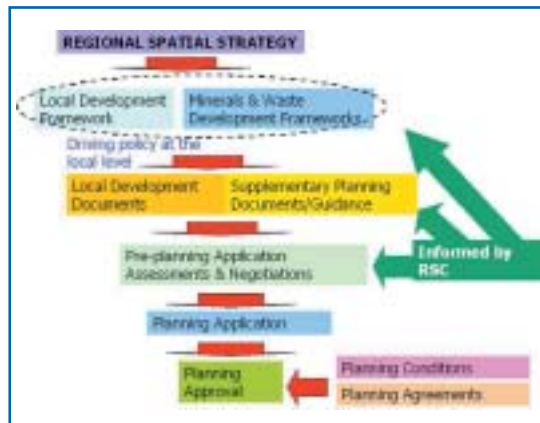 REGIONAL SPATIAL STRATEGY
Local Development
Framework
Minerals & Waste
Development Frameworks
Driving policy at the
local level
Local Development
Documents
Supplementary Planning
Documents/Guidance
Pre-planning Application
Assessments & Negotiations
Informed by
RSC
Planning Application
Planning
Approval
Planning Conditions
Planning Agreements